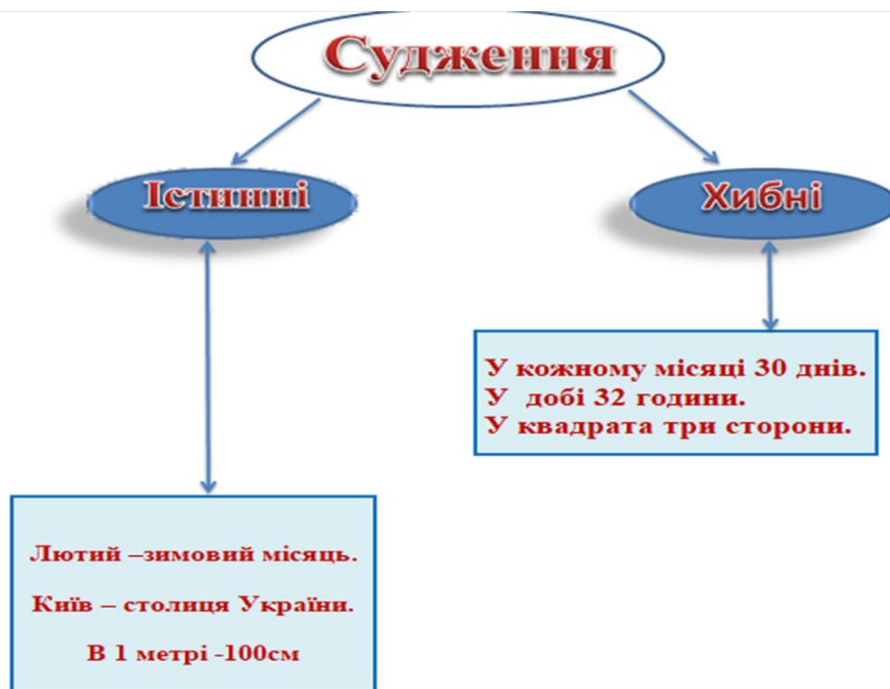 Судження
Істинні
Хибні
У кожному місяці 30 днів.
У добі 32 години.
У квадрата три сторони.
Лютий –зимовий місяць.
Київ – столиця України.
В 1 метрі -100см